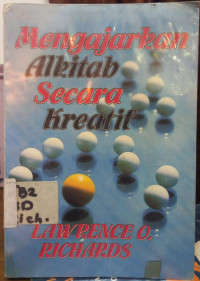 Mengajarkan
Alkitab
Secara
Kreatif
LAWRENCE O.
RICHARDS